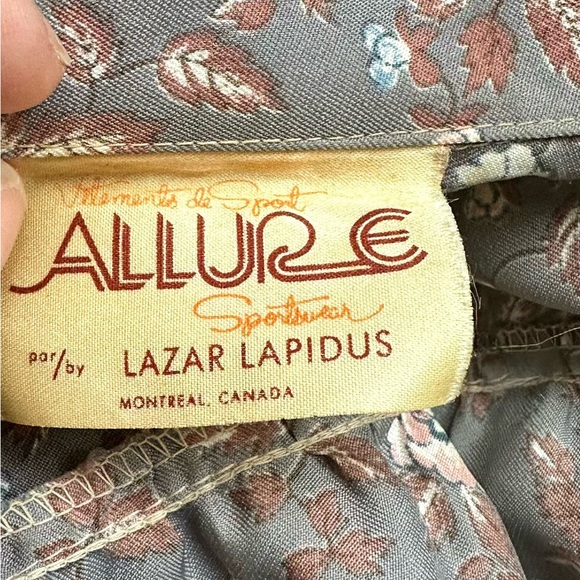 Vêtements de Sport
ALLURE
Sportswear
par/by LAZAR LAPIDUS
MONTREAL, CANADA